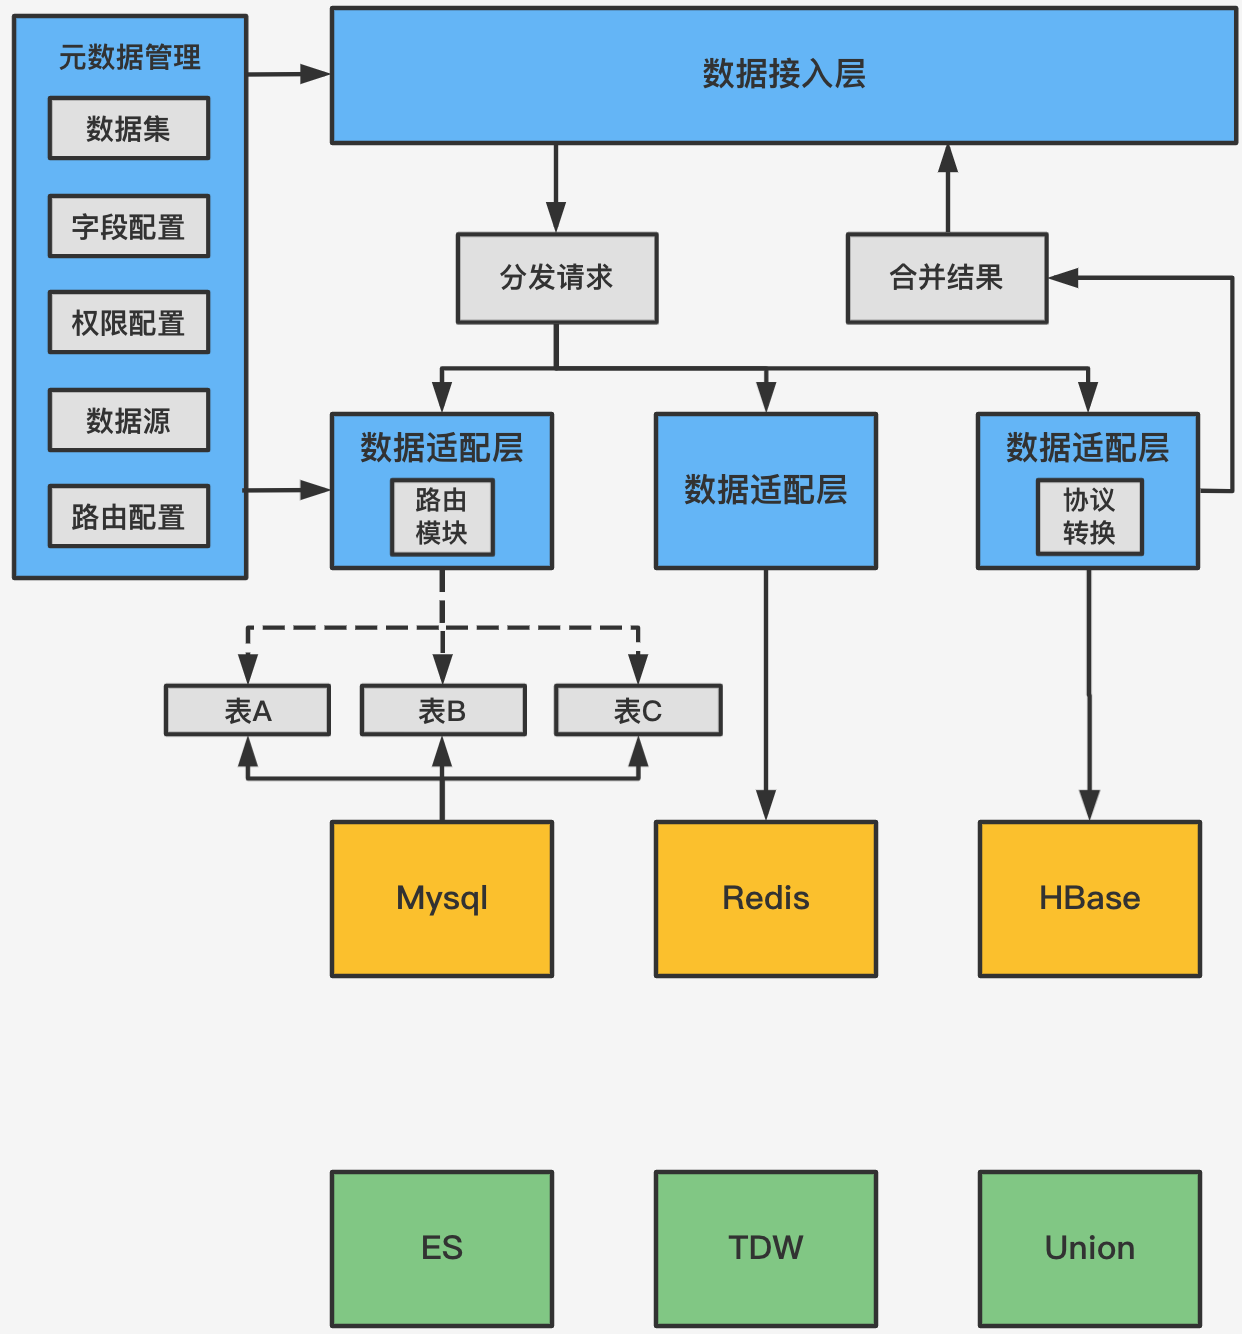 元数据管理
数据集
字段配置
权限配置
数据源
路由配置
数据接入层
分发请求
合并结果
数据适配层
路由
模块
数据适配层
数据适配层
协议
转换
表A
表B
表C
Mysql
Redis
HBase
ES
TDW
Union